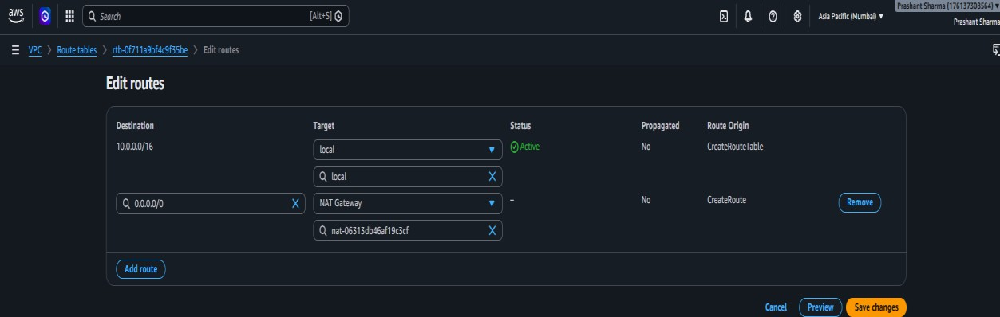 aws
Search
[Alt+S]
Asia Pacific (Mumbai)
Prashant Sharma (176137308564)
Prashant Sharma
VPC > Route tables > rtb-0f711a9bf4c9f35be > Edit routes
Edit routes
Destination Target Status Propagated Route Origin
10.0.0.0/16 local Active No CreateRouteTable
local
0.0.0.0/0 NAT Gateway – No CreateRoute Remove
nat-06313db46af19c3cf
Add route
Cancel Preview Save changes